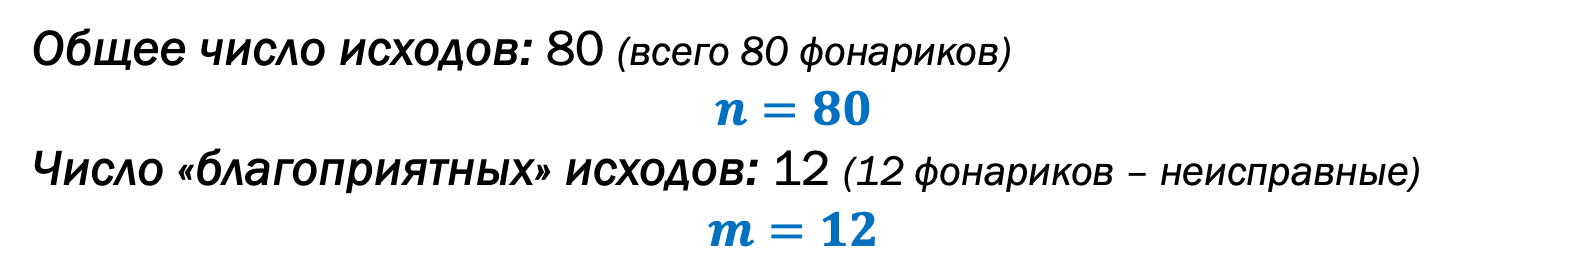 Общее число исходов: 80 (всего 80 фонариков)
n = 80
Число «благоприятных» исходов: 12 (12 фонариков – неисправные)
m = 12